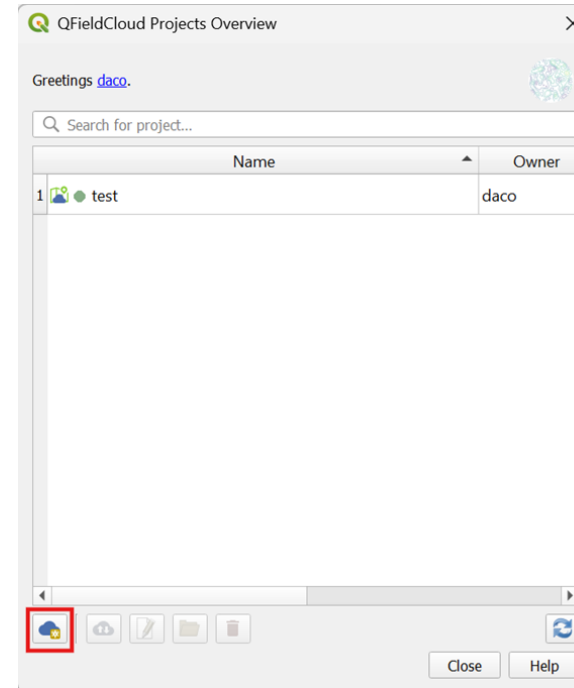 QFieldCloud Projects Overview
Greetings daco.
Search for project...
Name Owner
1 test daco
Close Help